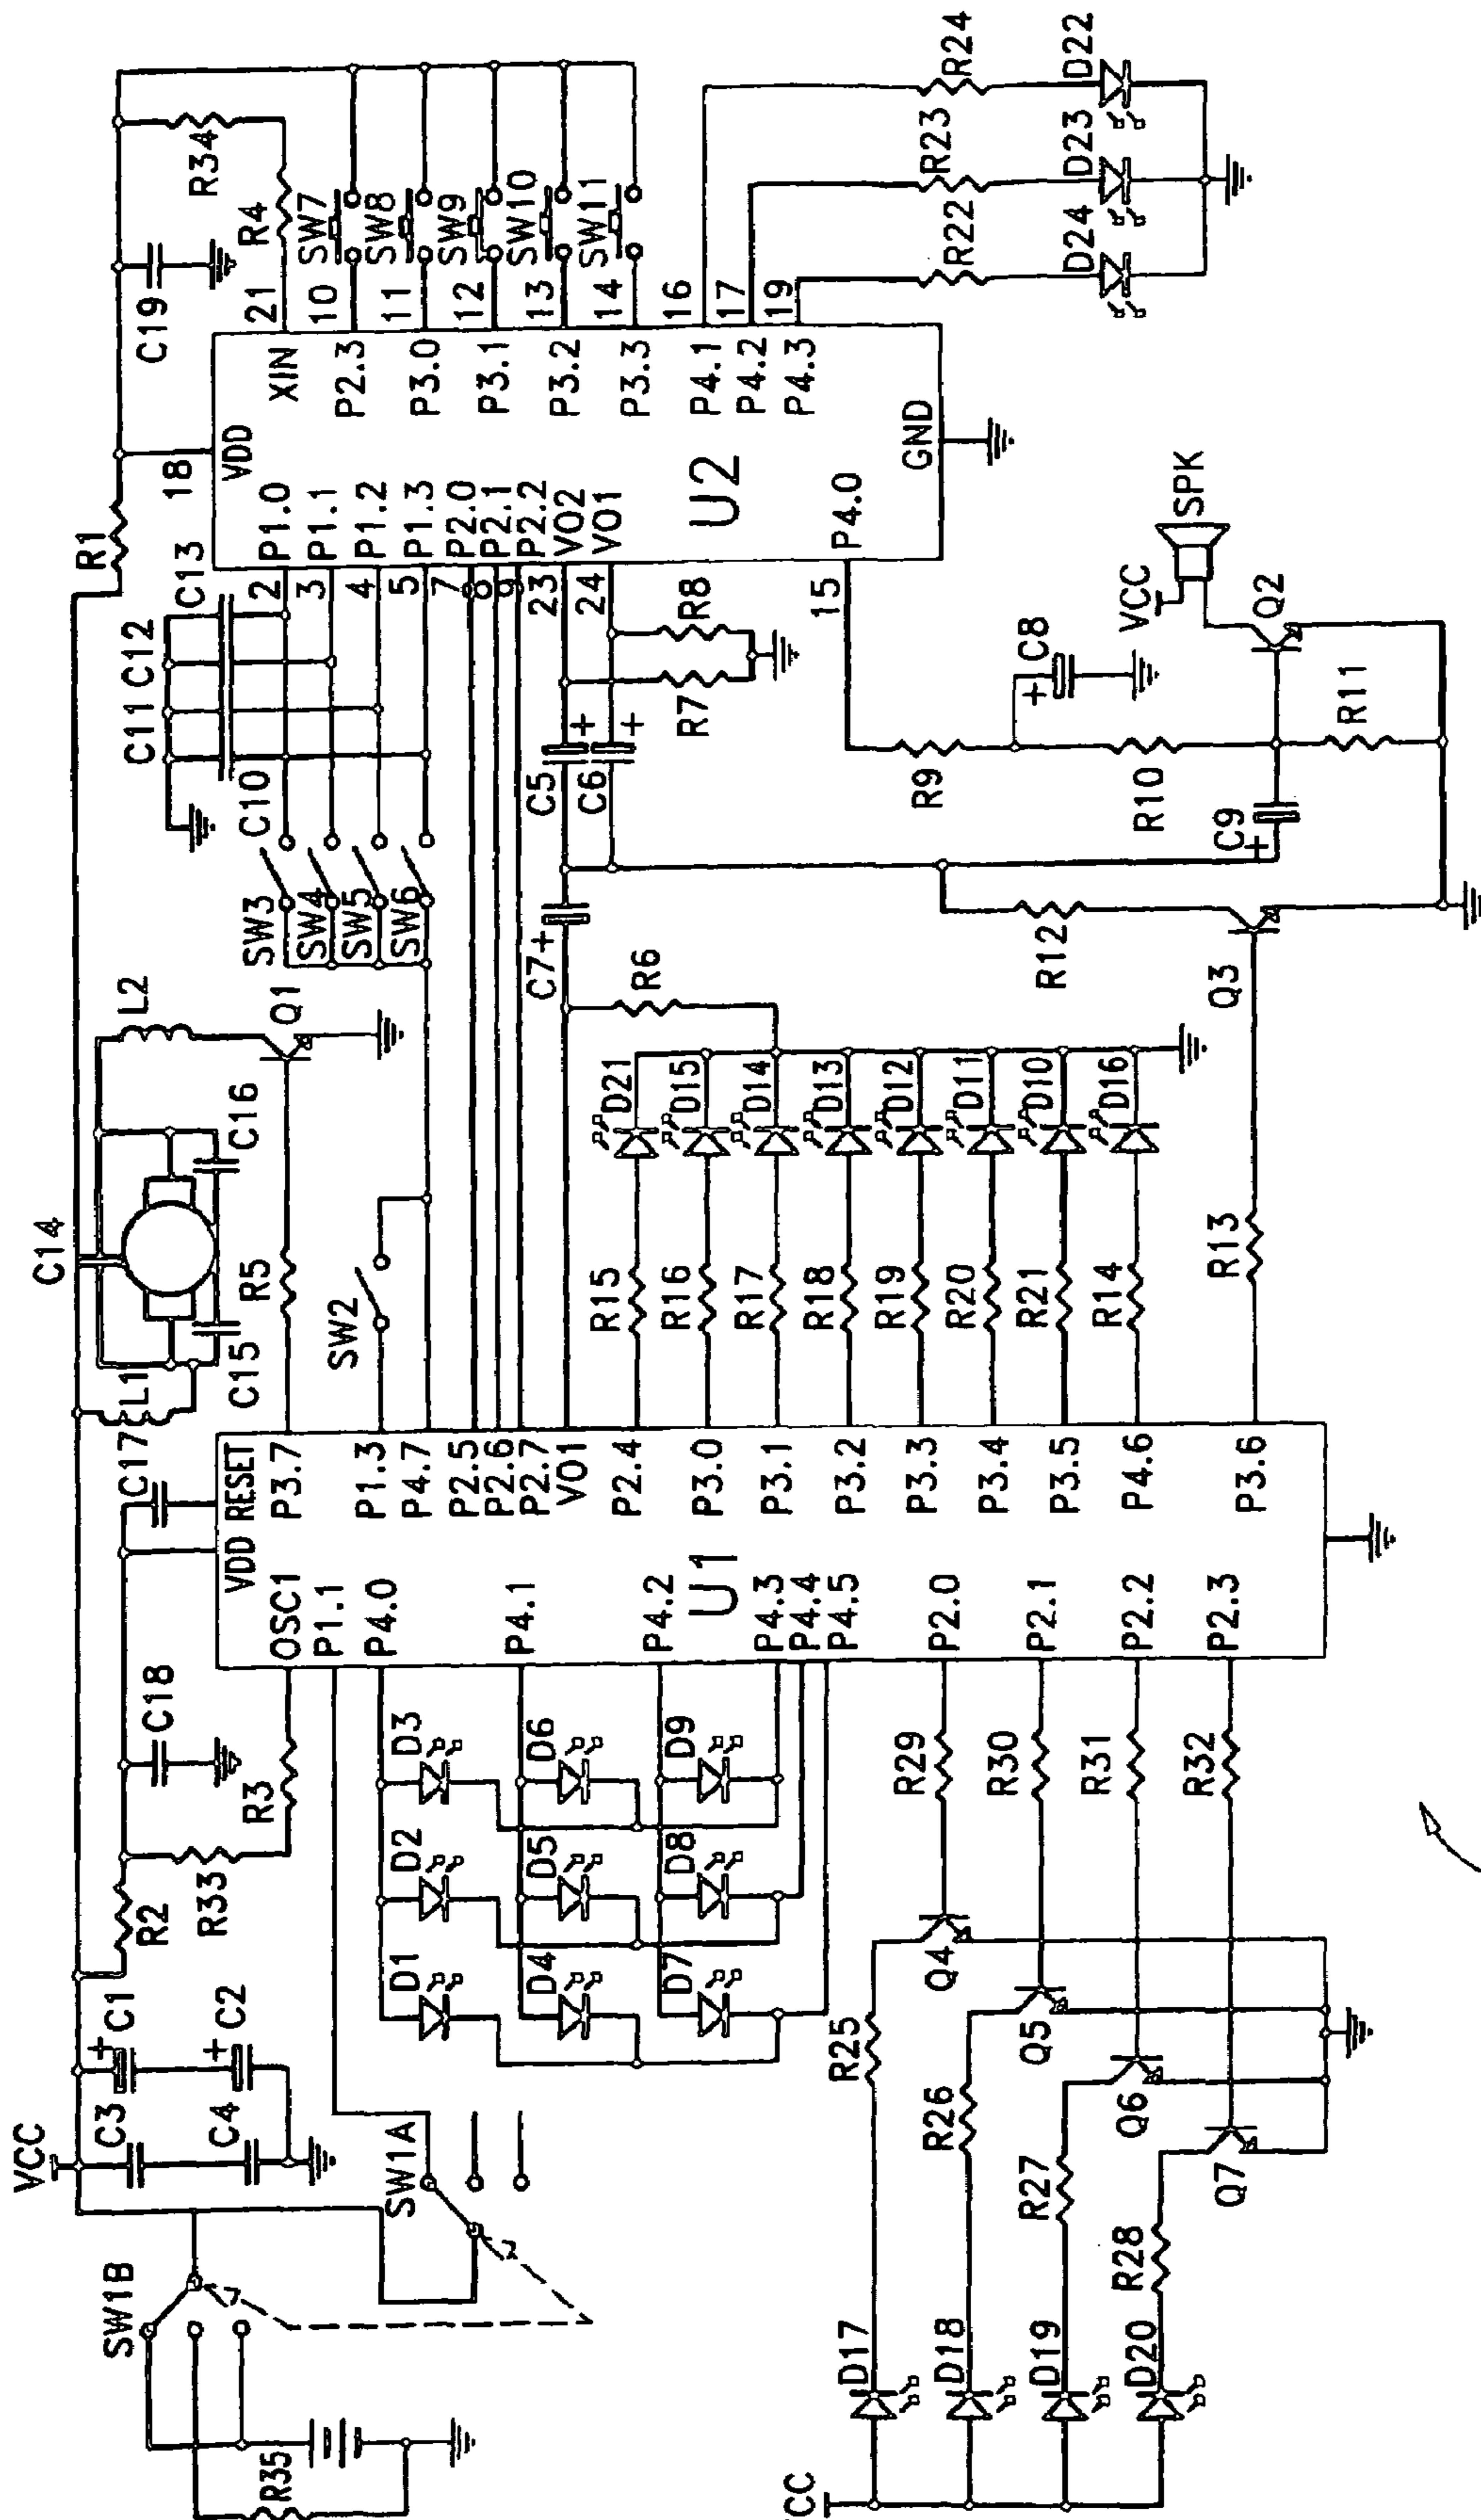 SW1B
R35
VCC
C3
C1
+
C4
C2
+
SW1A
R2
R33
C18
R3
C17
L1
C14
C15
C16
L2
R5
Q1
SW2
SW3
SW4
SW5
SW6
C10
C11
C12
C13
R1
C19
R34
R4
VDD
RESET
OSC1
P1.1
P4.0
P4.1
P4.2
P4.3
P4.4
P4.5
P2.0
P2.1
P2.2
P2.3
U1
P3.7
P1.3
P4.7
P2.5
P2.6
P2.7
VO1
P2.4
P3.0
P3.1
P3.2
P3.3
P3.4
P3.5
P4.6
P3.6
D1
D2
D3
D4
D5
D6
D7
D8
D9
R29
R30
R31
R32
Q4
Q5
Q6
Q7
R25
R26
R27
R28
D17
D18
D19
D20
CC
R15
R16
R17
R18
R19
R20
R21
R14
R13
D21
D15
D14
D13
D12
D11
D10
D16
R6
C7
+
C5
+
C6
+
R7
R8
R12
Q3
C9
+
R9
R10
R11
C8
+
VCC
SPK
Q2
18
VDD
2
P1.0
3
P1.1
4
P1.2
5
P1.3
7
P2.0
8
P2.1
9
P2.2
23
VO2
24
VO1
15
P4.0
U2
GND
21
XIN
10
P2.3
11
P3.0
12
P3.1
13
P3.2
14
P3.3
16
P4.1
17
P4.2
19
P4.3
SW7
SW8
SW9
SW10
SW11
R22
R23
R24
D24
D23
D22